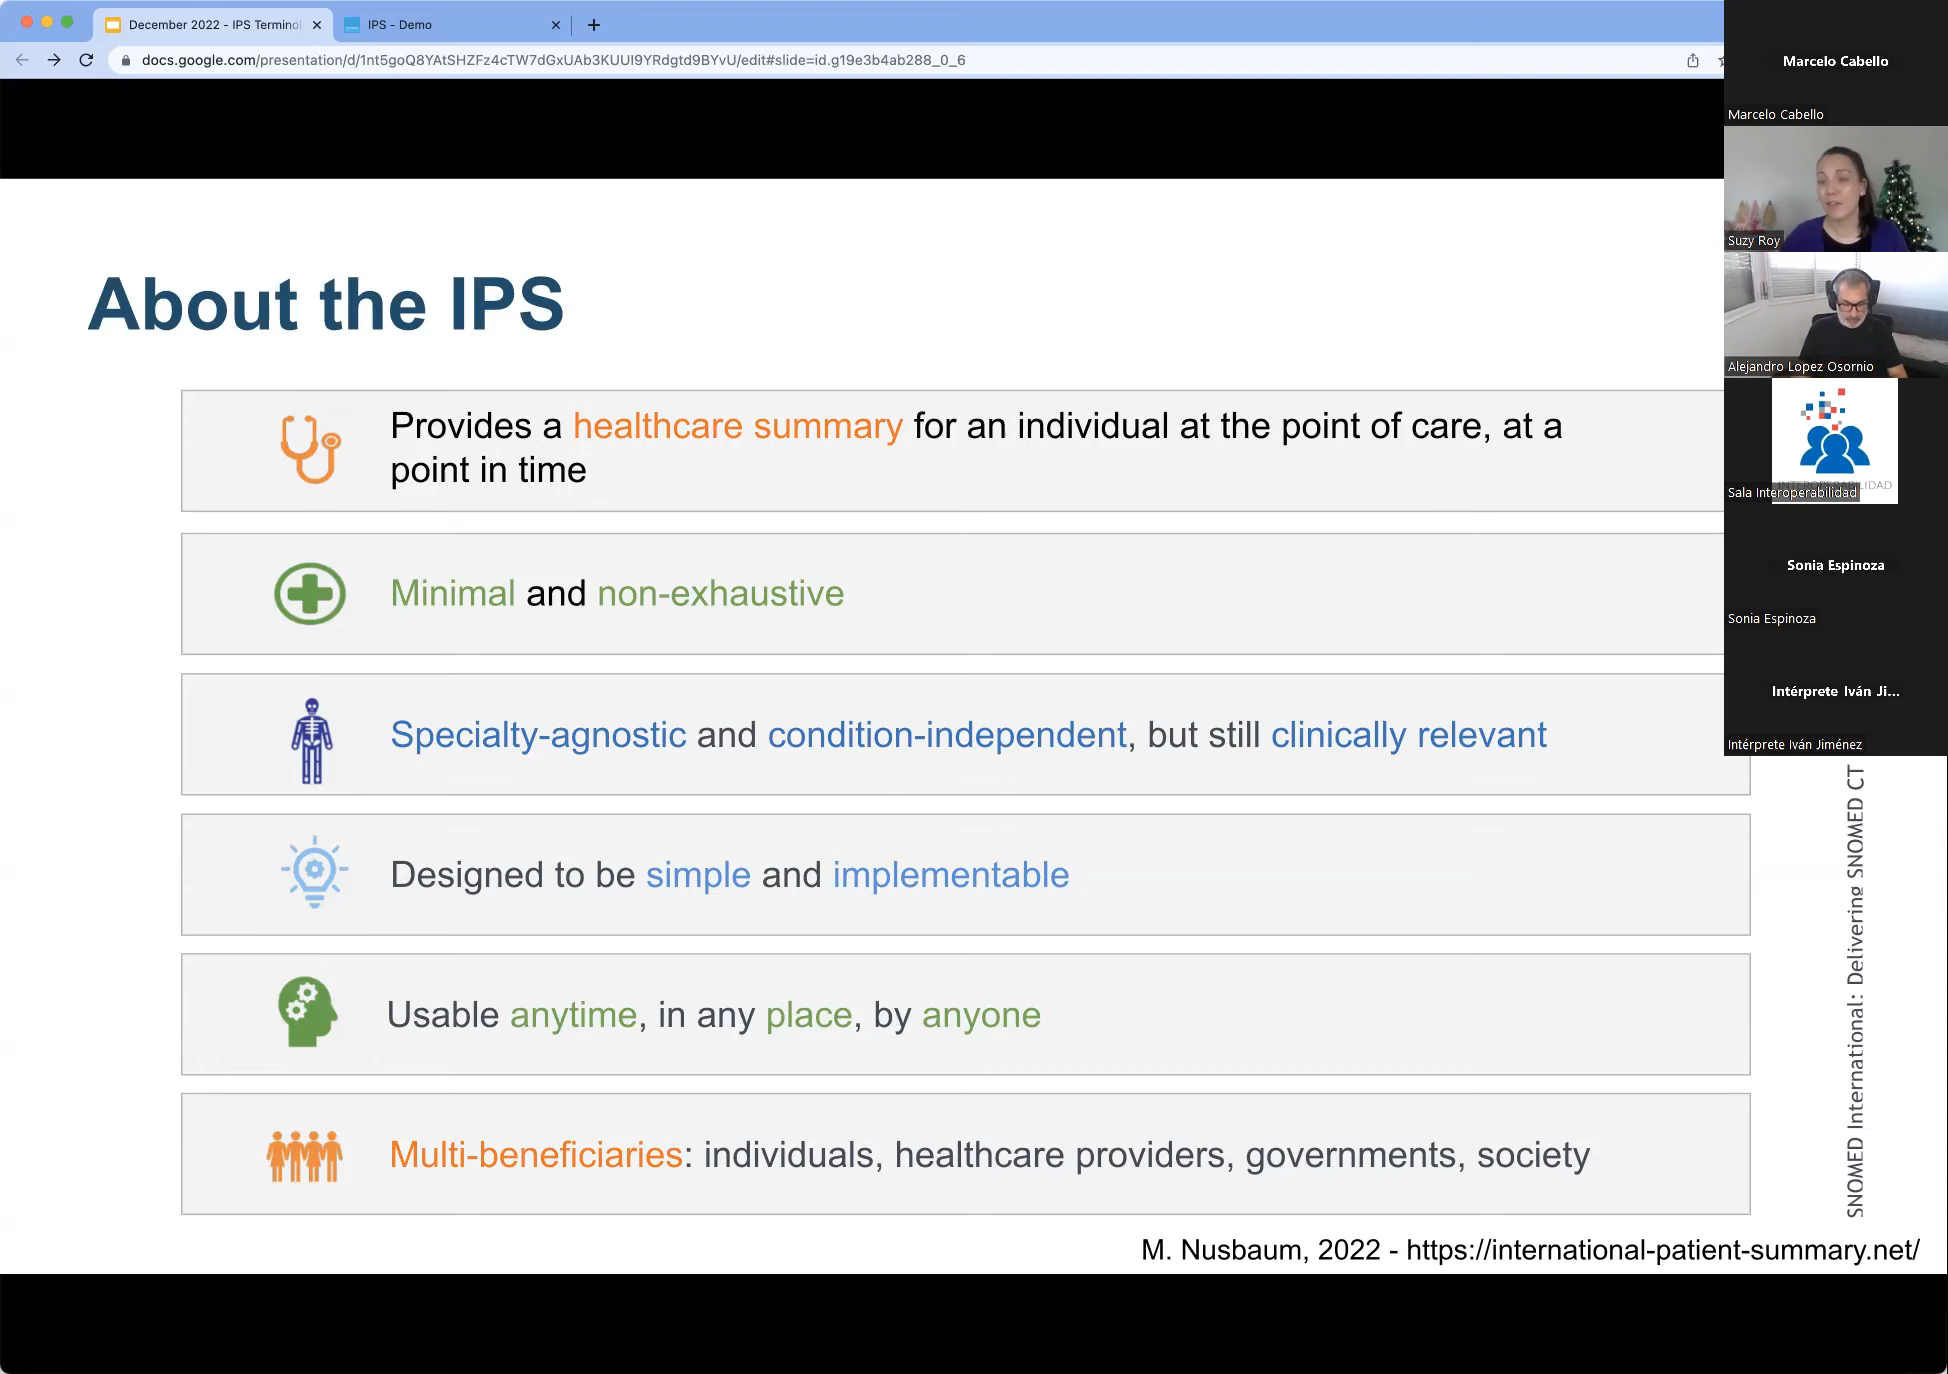 December 2022 - IPS Terminol
IPS - Demo
docs.google.com/presentation/d/1nt5goQ8YAtSHZFz4cTW7dGxUAb3KUUI9YRdgtd9BYvU/edit#slide=id.g19e3b4ab288_0_6
About the IPS
Provides a healthcare summary for an individual at the point of care, at a
point in time
Minimal and non-exhaustive
Specialty-agnostic and condition-independent, but still clinically relevant
Designed to be simple and implementable
Usable anytime, in any place, by anyone
Multi-beneficiaries: individuals, healthcare providers, governments, society
M. Nusbaum, 2022 - https://international-patient-summary.net/
SNOMED International: Delivering SNOMED CT
Marcelo Cabello
Marcelo Cabello
Suzy Roy
Alejandro Lopez Osornio
INTEROPERABILIDAD
Sala Interoperabilidad
Sonia Espinoza
Sonia Espinoza
Intérprete Iván Ji...
Intérprete Iván Jiménez